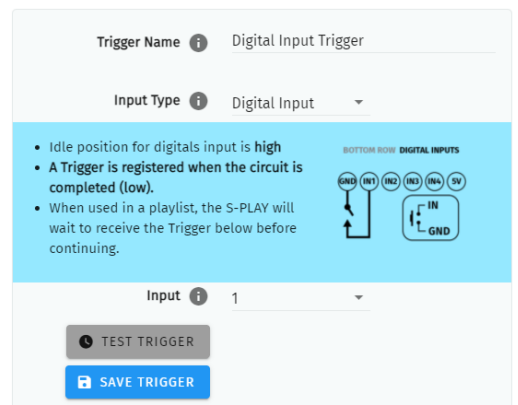 Trigger Name i Digital Input Trigger
Input Type i Digital Input
• Idle position for digitals input is high
• A Trigger is registered when the circuit is
completed (low).
• When used in a playlist, the S-PLAY will
wait to receive the Trigger below before
continuing.
BOTTOM ROW DIGITAL INPUTS
GND IN1 IN2 IN3 IN4 5V
IN
GND
Input i 1
TEST TRIGGER
SAVE TRIGGER